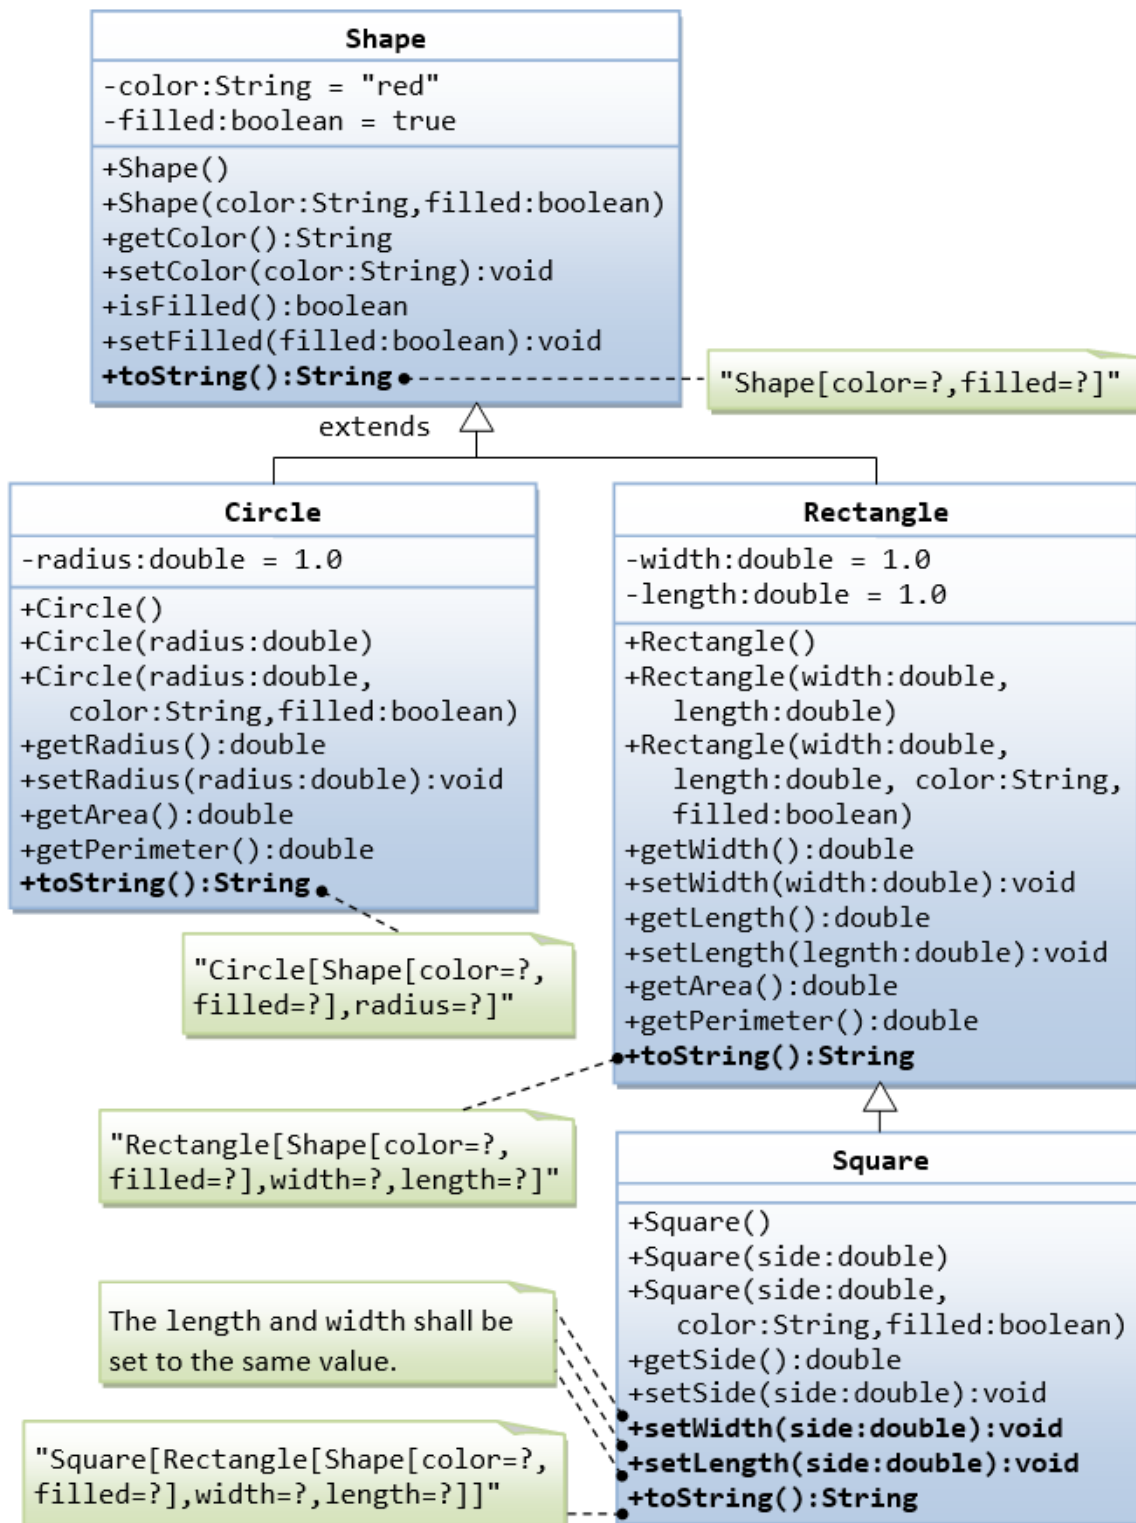 Shape
-color:String = "red"
-filled:boolean = true
+Shape()
+Shape(color:String,filled:boolean)
+getColor():String
+setColor(color:String):void
+isFilled():boolean
+setFilled(filled:boolean):void
+toString():String
"Shape[color=?,filled=?]"
extends
Circle
-radius:double = 1.0
+Circle()
+Circle(radius:double)
+Circle(radius:double,
color:String,filled:boolean)
+getRadius():double
+setRadius(radius:double):void
+getArea():double
+getPerimeter():double
+toString():String
"Circle[Shape[color=?,
filled=?],radius=?]"
Rectangle
-width:double = 1.0
-length:double = 1.0
+Rectangle()
+Rectangle(width:double,
length:double)
+Rectangle(width:double,
length:double, color:String,
filled:boolean)
+getWidth():double
+setWidth(width:double):void
+getLength():double
+setLength(legnth:double):void
+getArea():double
+getPerimeter():double
+toString():String
"Rectangle[Shape[color=?,
filled=?],width=?,length=?]"
Square
+Square()
+Square(side:double)
+Square(side:double,
color:String,filled:boolean)
+getSide():double
+setSide(side:double):void
+setWidth(side:double):void
+setLength(side:double):void
+toString():String
The length and width shall be
set to the same value.
"Square[Rectangle[Shape[color=?,
filled=?],width=?,length=?]]"